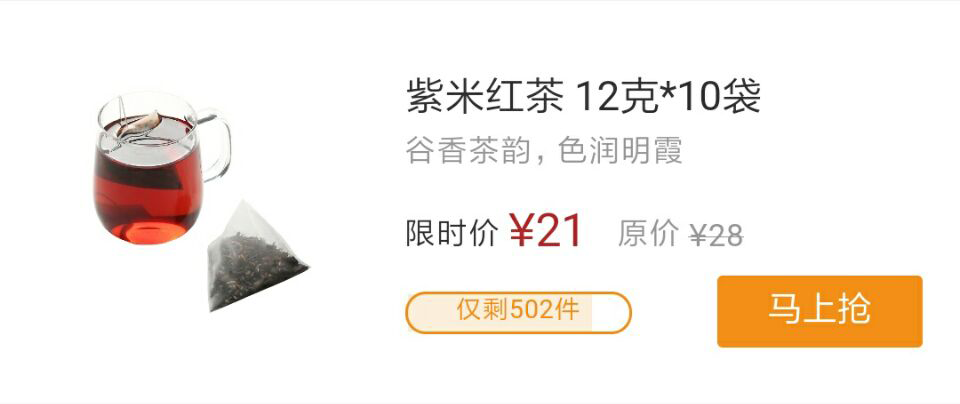 紫米红茶 12克*10袋
谷香茶韵，色润明霞
限时价 ¥21 原价 ¥28
仅剩502件
马上抢